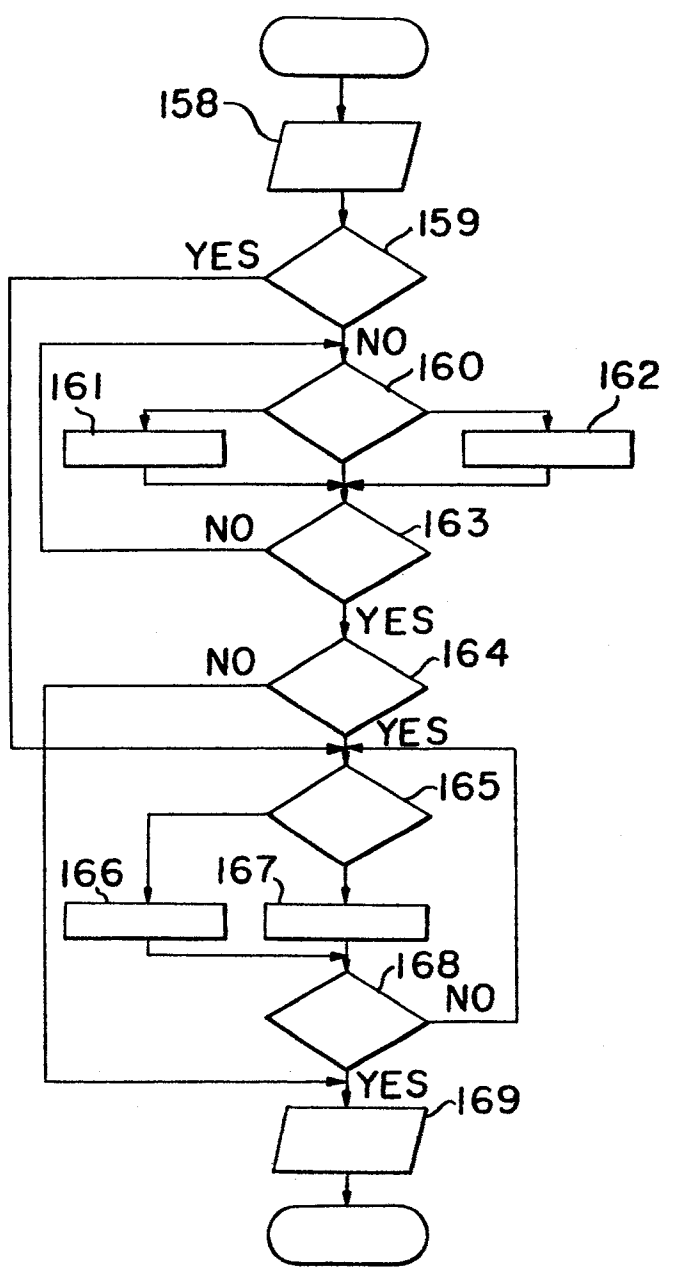 158
159
YES
NO
160
161
162
163
NO
YES
164
NO
YES
165
166
167
168
NO
YES
169